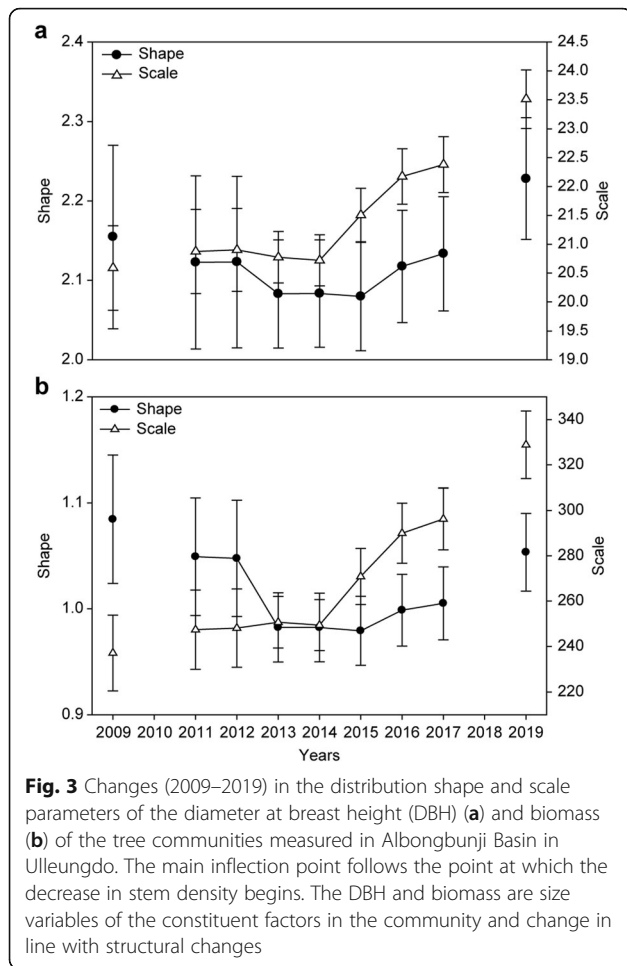 a
2.4
2.3
2.2
2.1
2.0
Shape
Shape
Scale
24.5
24.0
23.5
23.0
22.5
22.0
21.5
21.0
20.5
20.0
19.5
19.0
Scale
b
1.2
1.1
1.0
0.9
Shape
Shape
Scale
340
320
300
280
260
240
220
Scale
2009 2010 2011 2012 2013 2014 2015 2016 2017 2018 2019
Years
Fig. 3 Changes (2009–2019) in the distribution shape and scale
parameters of the diameter at breast height (DBH) (a) and biomass
(b) of the tree communities measured in Albongbunji Basin in
Ulleungdo. The main inflection point follows the point at which the
decrease in stem density begins. The DBH and biomass are size
variables of the constituent factors in the community and change in
line with structural changes